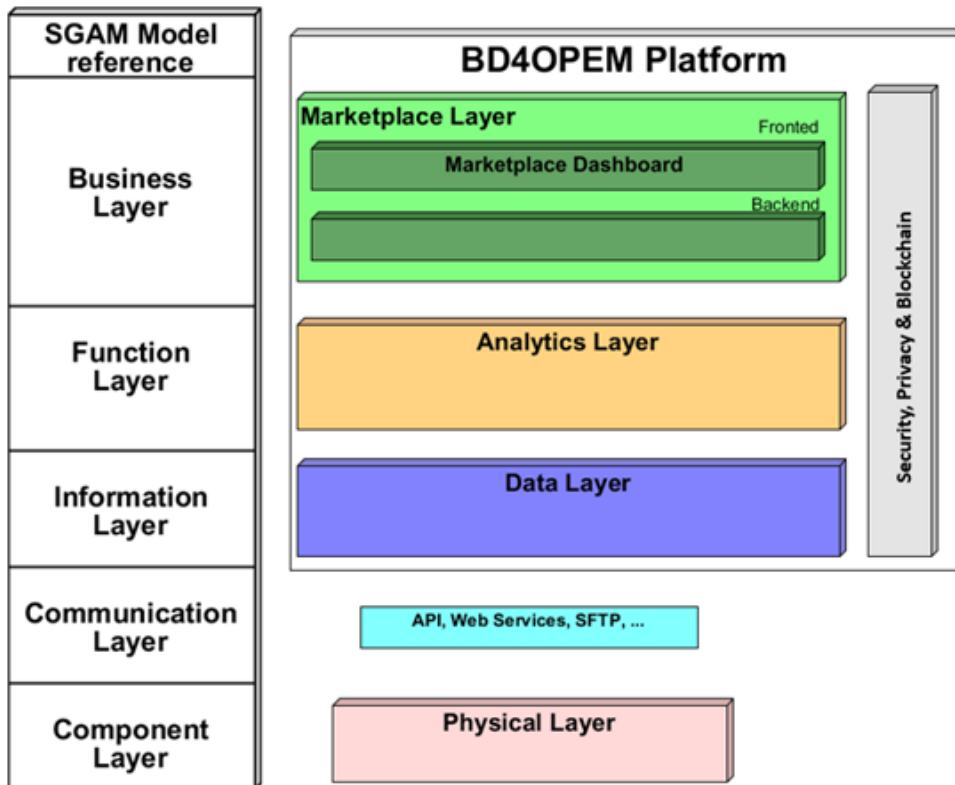 SGAM Model
reference
Business
Layer
Function
Layer
Information
Layer
Communication
Layer
Component
Layer
BD4OPEM Platform
Marketplace Layer
Fronted
Marketplace Dashboard
Backend
Analytics Layer
Data Layer
Security, Privacy & Blockchain
API, Web Services, SFTP, ...
Physical Layer